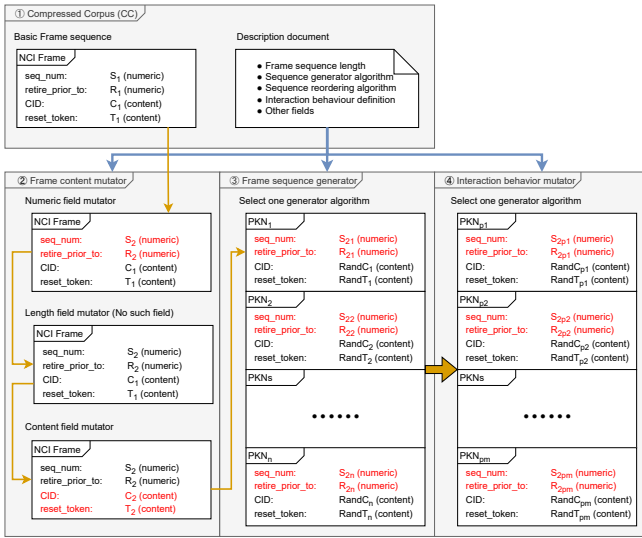 ① Compressed Corpus (CC)
Basic Frame sequence
NCI Frame
seq_num: S1 (numeric)
retire_prior_to: R1 (numeric)
CID: C1 (content)
reset_token: T1 (content)
Description document
● Frame sequence length
● Sequence generator algorithm
● Sequence reordering algorithm
● Interaction behaviour definition
● Other fields
② Frame content mutator
Numeric field mutator
NCI Frame
seq_num: S2 (numeric)
retire_prior_to: R2 (numeric)
CID: C1 (content)
reset_token: T1 (content)
Length field mutator (No such field)
NCI Frame
seq_num: S2 (numeric)
retire_prior_to: R2 (numeric)
CID: C1 (content)
reset_token: T1 (content)
Content field mutator
NCI Frame
seq_num: S2 (numeric)
retire_prior_to: R2 (numeric)
CID: C2 (content)
reset_token: T2 (content)
③ Frame sequence generator
Select one generator algorithm
PKN1
seq_num: S21 (numeric)
retire_prior_to: R21 (numeric)
CID: RandC1 (content)
reset_token: RandT1 (content)
PKN2
seq_num: S22 (numeric)
retire_prior_to: R22 (numeric)
CID: RandC2 (content)
reset_token: RandT2 (content)
PKNs
••••••
PKNn
seq_num: S2n (numeric)
retire_prior_to: R2n (numeric)
CID: RandCn (content)
reset_token: RandTn (content)
④ Interaction behavior mutator
Select one generator algorithm
PKNp1
seq_num: S2p1 (numeric)
retire_prior_to: R2p1 (numeric)
CID: RandCp1 (content)
reset_token: RandTp1 (content)
PKNp2
seq_num: S2p2 (numeric)
retire_prior_to: R2p2 (numeric)
CID: RandCp2 (content)
reset_token: RandTp2 (content)
PKNs
••••••
PKNpm
seq_num: S2pm (numeric)
retire_prior_to: R2pm (numeric)
CID: RandCpm (content)
reset_token: RandTpm (content)